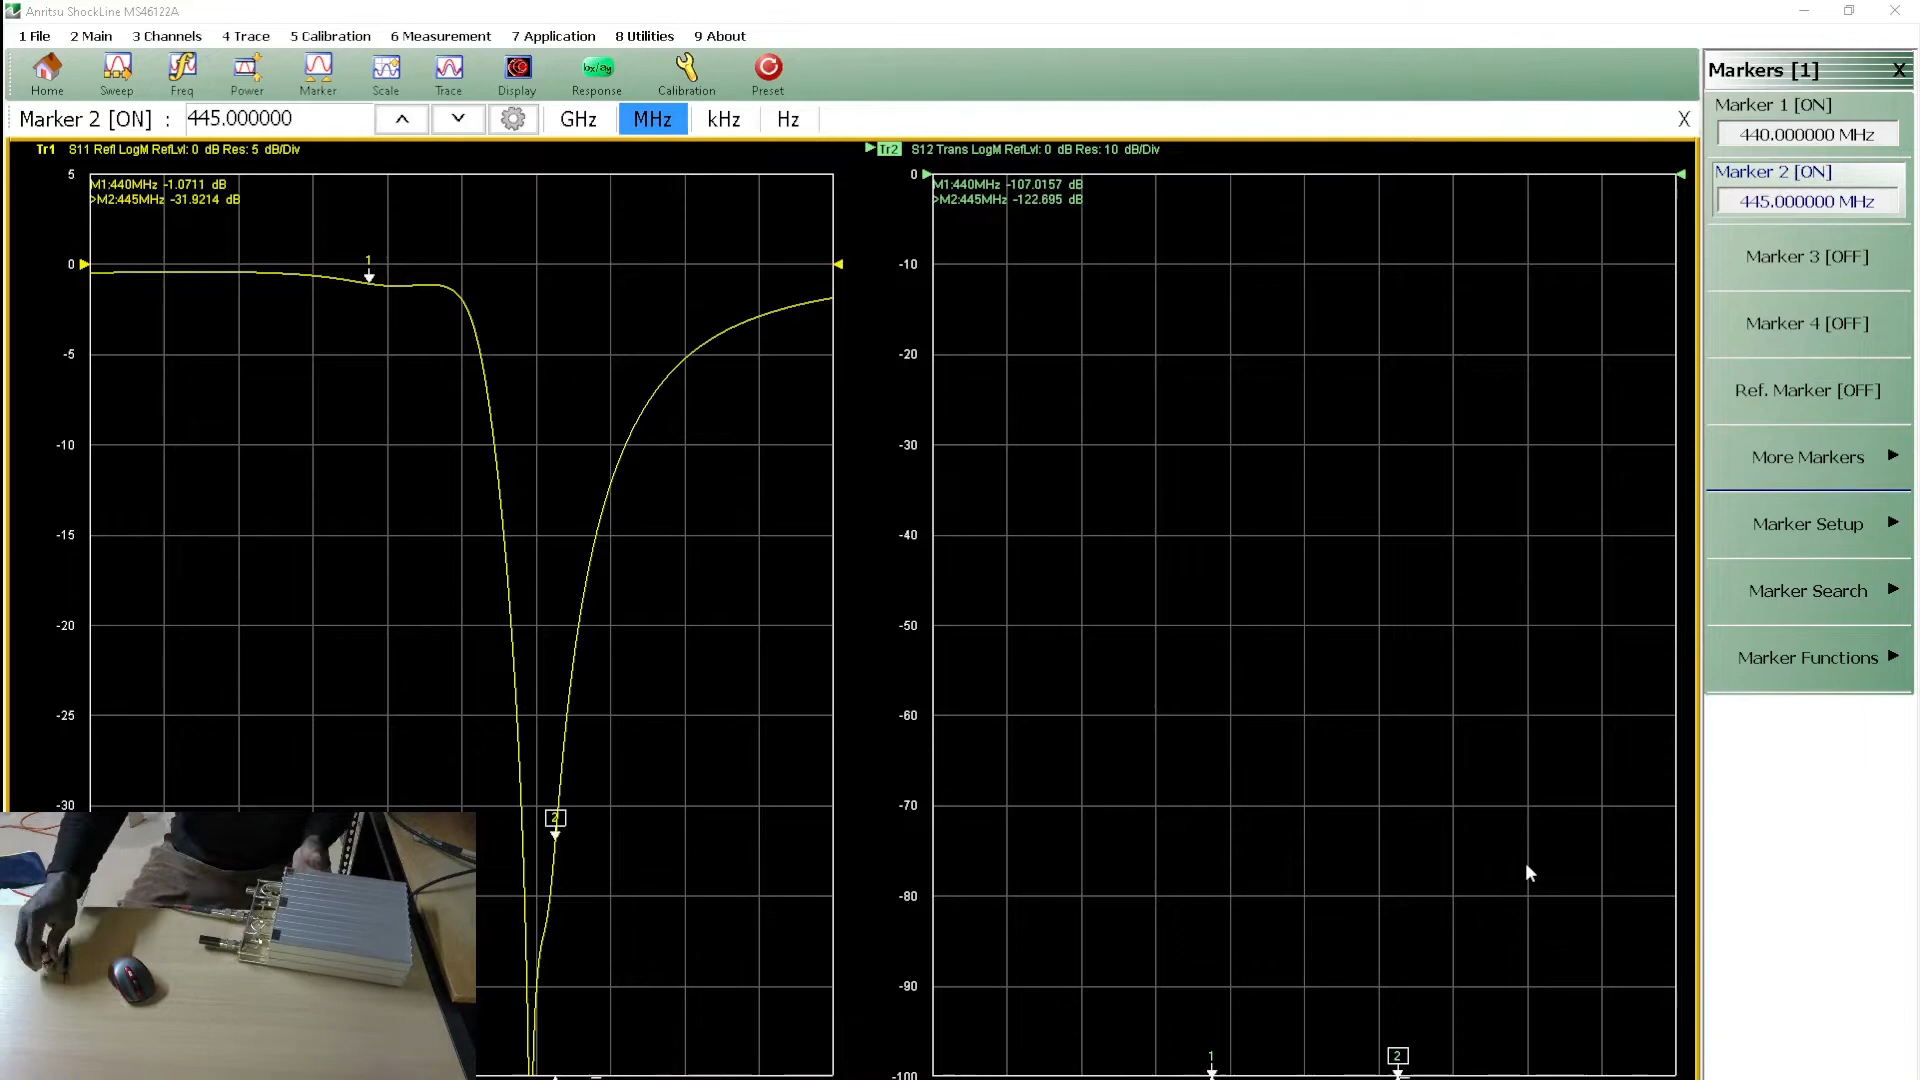 Anritsu ShockLine MS46122A
1 File 2 Main 3 Channels 4 Trace 5 Calibration 6 Measurement 7 Application 8 Utilities 9 About
Home Sweep Freq Power Marker Scale Trace Display Response Calibration Preset
Marker 2 [ON] : 445.000000 GHz MHz kHz Hz X
Tr1 S11 Refl LogM RefLvl: 0 dB Res: 5 dB/Div
M1:440MHz -1.0711 dB
>M2:445MHz -31.9214 dB
5
0
-5
-10
-15
-20
-25
-30
1
2
Tr2 S12 Trans LogM RefLvl: 0 dB Res: 10 dB/Div
M1:440MHz -107.0157 dB
>M2:445MHz -122.695 dB
0
-10
-20
-30
-40
-50
-60
-70
-80
-90
-100
1
2
Markers [1] X
Marker 1 [ON]
440.000000 MHz
Marker 2 [ON]
445.000000 MHz
Marker 3 [OFF]
Marker 4 [OFF]
Ref. Marker [OFF]
More Markers
Marker Setup
Marker Search
Marker Functions